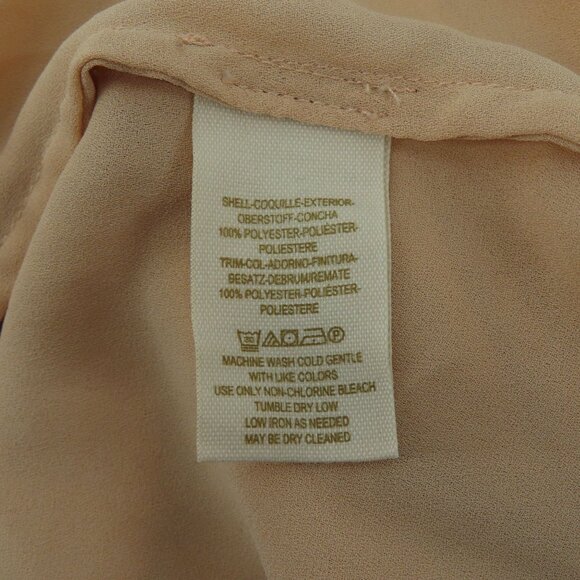 SHELL-COQUILLE-EXTERIOR-
OBERSTOFF-CONCHA
100% POLYESTER-POLIÉSTER-
POLIESTERE
TRIM-COL-ADORNO-FINITURA-
BESATZ-DEBRUM/REMATE
100% POLYESTER-POLIÉSTER-
POLIESTERE
MACHINE WASH COLD GENTLE
WITH LIKE COLORS
USE ONLY NON-CHLORINE BLEACH
TUMBLE DRY LOW
LOW IRON AS NEEDED
MAY BE DRY CLEANED